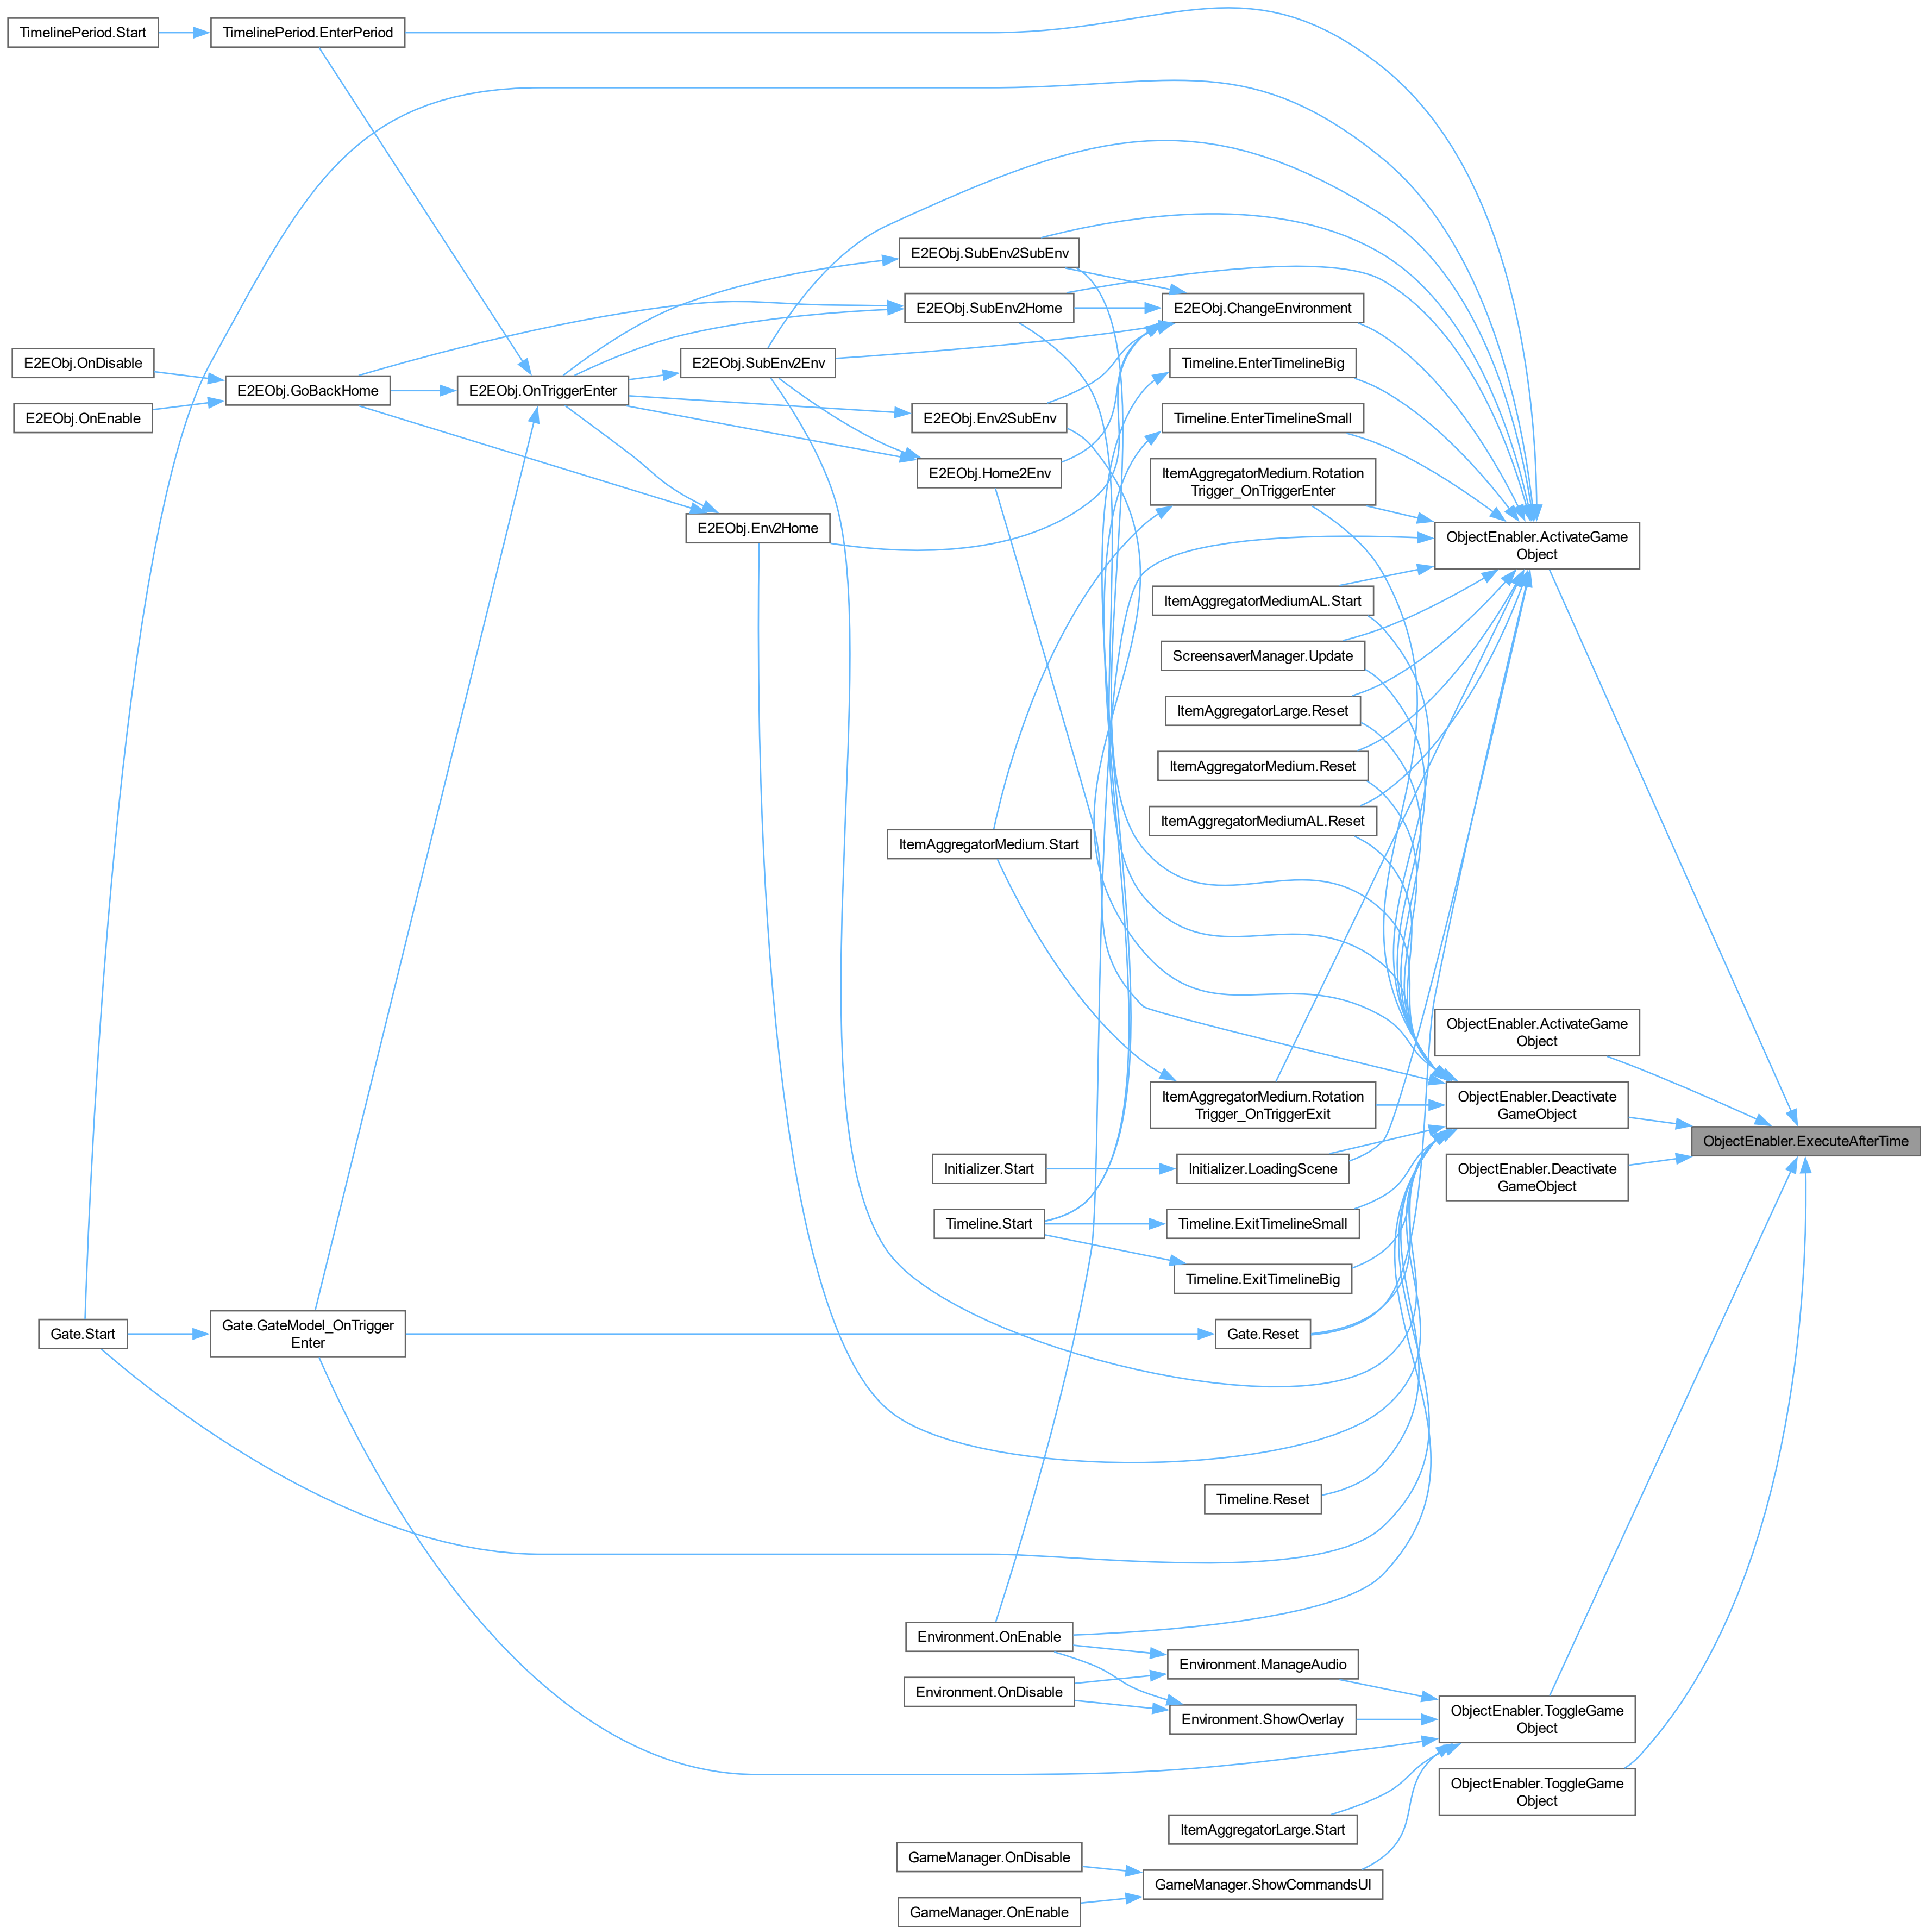 TimelinePeriod.Start
TimelinePeriod.EnterPeriod
E2EObj.SubEnv2SubEnv
E2EObj.SubEnv2Home
E2EObj.ChangeEnvironment
E2EObj.OnDisable
E2EObj.SubEnv2Env
Timeline.EnterTimelineBig
E2EObj.GoBackHome
E2EObj.OnTriggerEnter
E2EObj.OnEnable
E2EObj.Env2SubEnv
Timeline.EnterTimelineSmall
E2EObj.Home2Env
ItemAggregatorMedium.Rotation
Trigger_OnTriggerEnter
E2EObj.Env2Home
ObjectEnabler.ActivateGame
Object
ItemAggregatorMediumAL.Start
ScreensaverManager.Update
ItemAggregatorLarge.Reset
ItemAggregatorMedium.Reset
ItemAggregatorMediumAL.Reset
ItemAggregatorMedium.Start
ObjectEnabler.ActivateGame
Object
ItemAggregatorMedium.Rotation
Trigger_OnTriggerExit
ObjectEnabler.Deactivate
GameObject
ObjectEnabler.ExecuteAfterTime
Initializer.Start
Initializer.LoadingScene
ObjectEnabler.Deactivate
GameObject
Timeline.Start
Timeline.ExitTimelineSmall
Timeline.ExitTimelineBig
Gate.Start
Gate.GateModel_OnTrigger
Enter
Gate.Reset
Timeline.Reset
Environment.OnEnable
Environment.ManageAudio
Environment.OnDisable
Environment.ShowOverlay
ObjectEnabler.ToggleGame
Object
ObjectEnabler.ToggleGame
Object
ItemAggregatorLarge.Start
GameManager.OnDisable
GameManager.ShowCommandsUI
GameManager.OnEnable